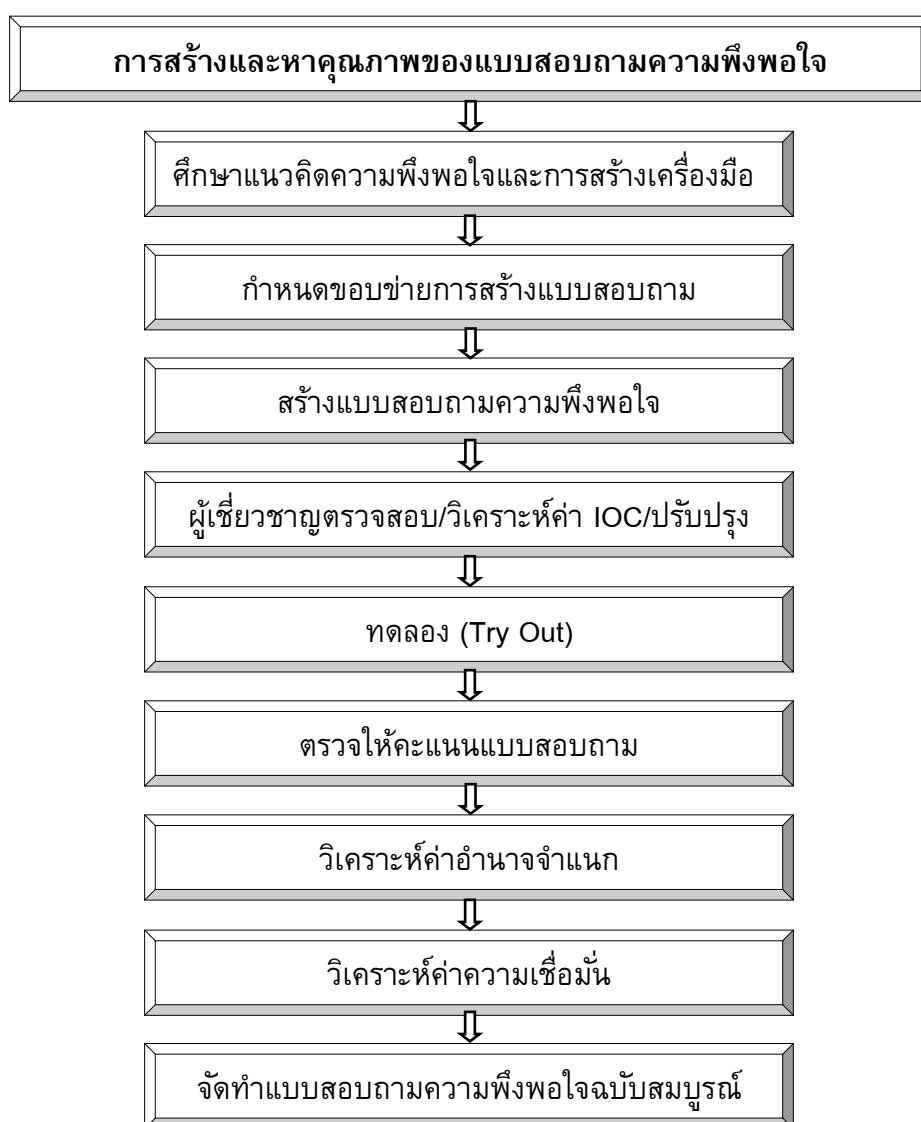 การสร้างและหาคุณภาพของแบบสอบถามความพึงพอใจ
ศึกษาแนวคิดความพึงพอใจและการสร้างเครื่องมือ
กำหนดขอบข่ายการสร้างแบบสอบถาม
สร้างแบบสอบถามความพึงพอใจ
ผู้เชี่ยวชาญตรวจสอบ/วิเคราะห์ค่า IOC/ปรับปรุง
ทดลอง (Try Out)
ตรวจให้คะแนนแบบสอบถาม
วิเคราะห์ค่าอำนาจจำแนก
วิเคราะห์ค่าความเชื่อมั่น
จัดทำแบบสอบถามความพึงพอใจฉบับสมบูรณ์